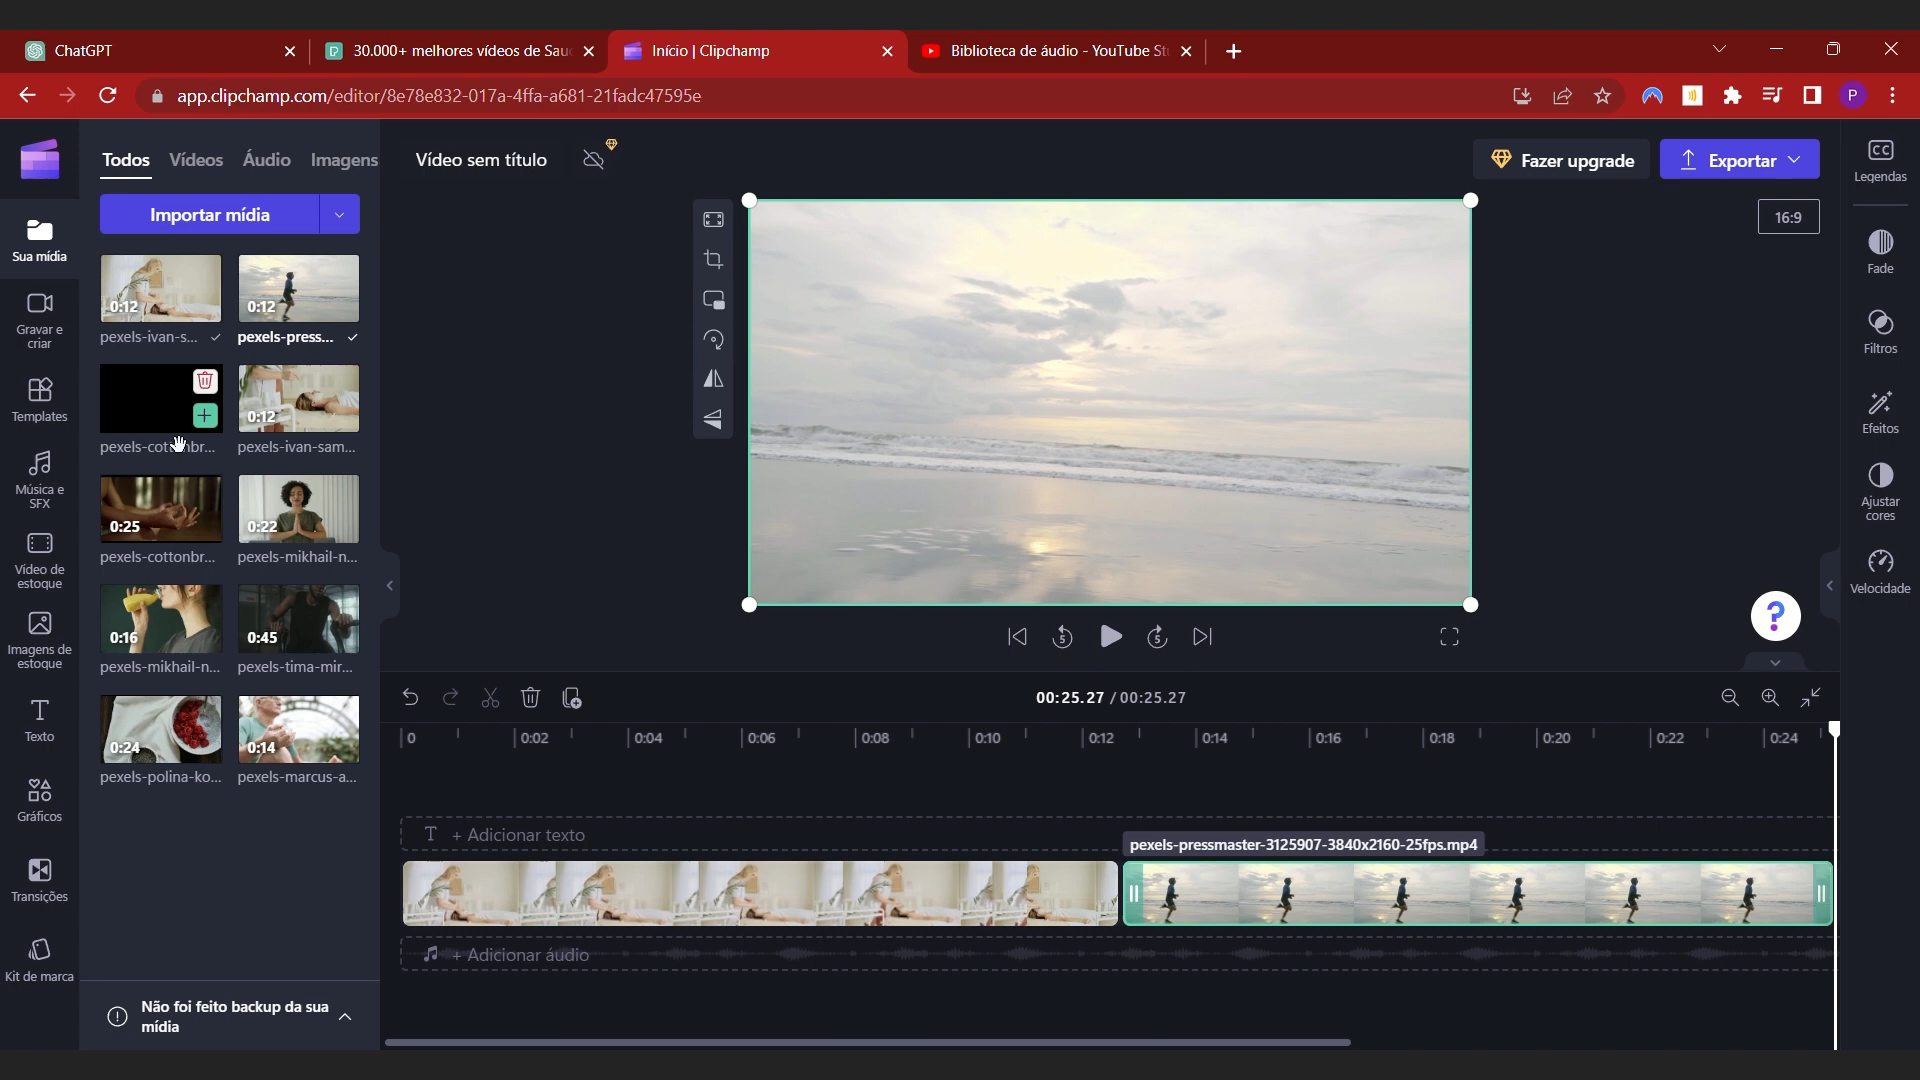 ChatGPT
30.000+ melhores vídeos de Sau
Início | Clipchamp
Biblioteca de áudio - YouTube St
app.clipchamp.com/editor/8e78e832-017a-4ffa-a681-21fadc47595e
P
Todos
Vídeos
Áudio
Imagens
Vídeo sem título
Fazer upgrade
Exportar
CC
Legendas
Importar mídia
16:9
Sua mídia
Fade
0:12
0:12
pexels-ivan-s...
pexels-press...
Gravar e
criar
Filtros
Templates
0:12
pexels-cottonbr...
pexels-ivan-sam...
Efeitos
Música e
SFX
0:25
0:22
pexels-cottonbr...
pexels-mikhail-n...
Ajustar
cores
Vídeo de
estoque
Velocidade
0:16
0:45
pexels-mikhail-n...
pexels-tima-mir...
Imagens de
estoque
5
5
?
Texto
0:24
0:14
pexels-polina-ko...
pexels-marcus-a...
00:25.27 / 00:25.27
0
0:02
0:04
0:06
0:08
0:10
0:12
0:14
0:16
0:18
0:20
0:22
0:24
Gráficos
T + Adicionar texto
pexels-pressmaster-3125907-3840x2160-25fps.mp4
Transições
+ Adicionar áudio
Kit de marca
Não foi feito backup da sua
mídia